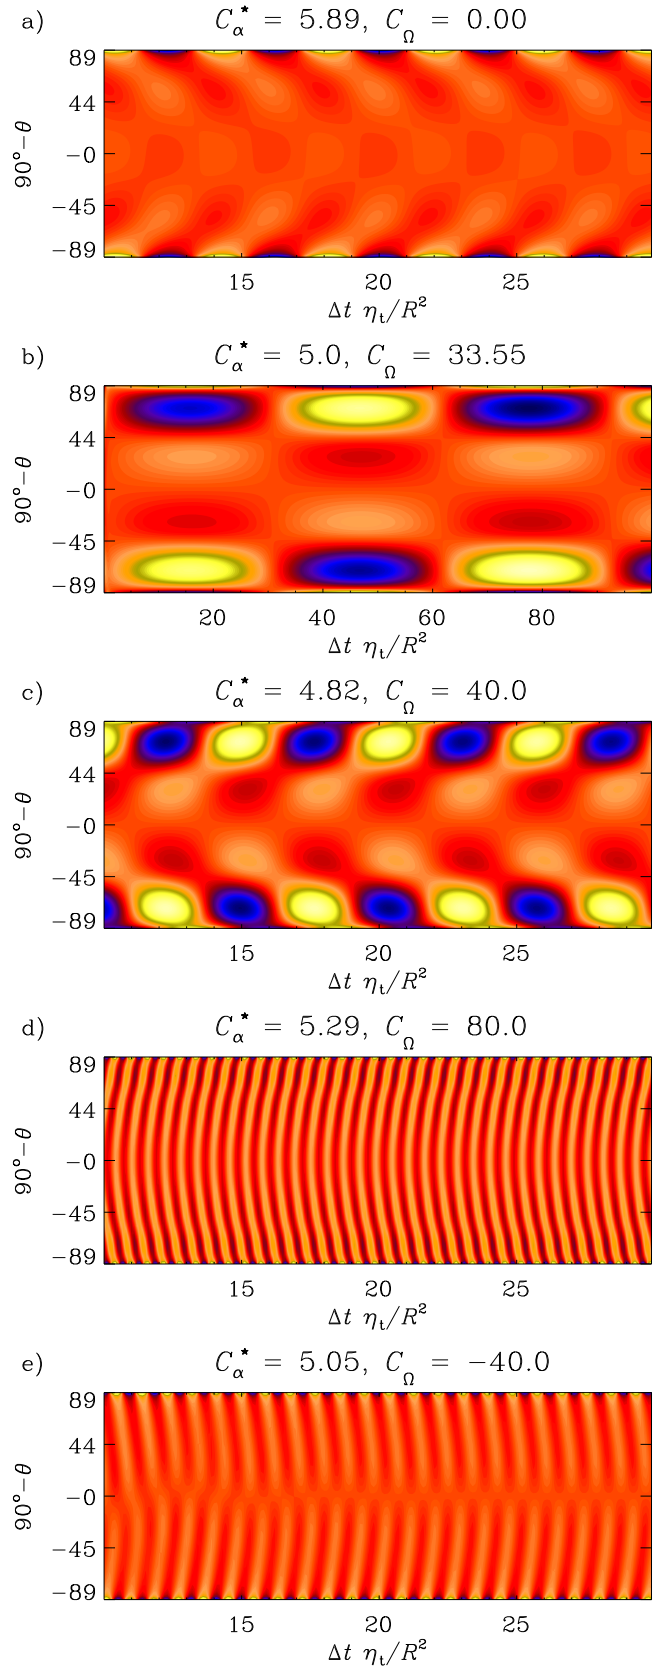 a) C_α^★ = 5.89, C_Ω = 0.00
89
44
−0
−45
−89
90°−θ
15 20 25
Δt η_t/R²
b) C_α^★ = 5.0, C_Ω = 33.55
89
44
−0
−45
−89
90°−θ
20 40 60 80
Δt η_t/R²
c) C_α^★ = 4.82, C_Ω = 40.0
89
44
−0
−45
−89
90°−θ
15 20 25
Δt η_t/R²
d) C_α^★ = 5.29, C_Ω = 80.0
89
44
−0
−45
−89
90°−θ
15 20 25
Δt η_t/R²
e) C_α^★ = 5.05, C_Ω = −40.0
89
44
−0
−45
−89
90°−θ
15 20 25
Δt η_t/R²